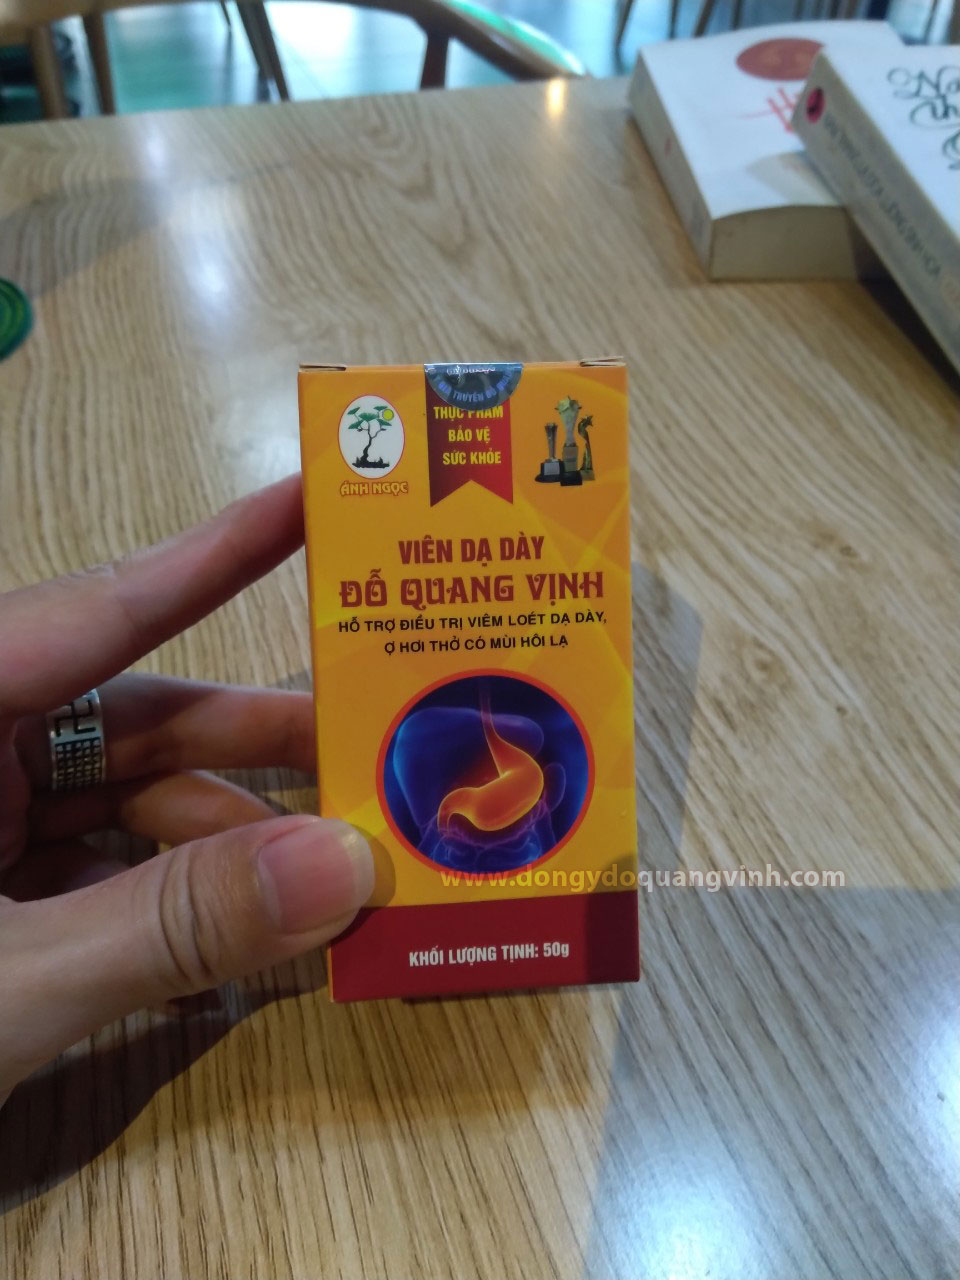 THỰC PHẨM
BẢO VỆ
SỨC KHỎE
ÁNH NGỌC
VIÊN DẠ DÀY
ĐỖ QUANG VỊNH
HỖ TRỢ ĐIỀU TRỊ VIÊM LOÉT DẠ DÀY,
Ợ HƠI THỞ CÓ MÙI HÔI LẠ
www.dongydoquangvinh.com
KHỐI LƯỢNG TỊNH: 50g